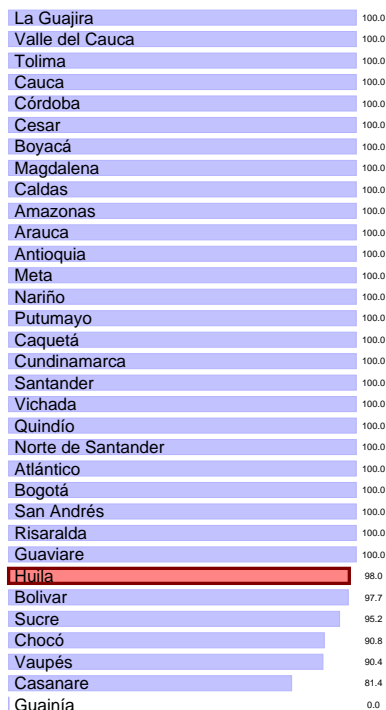 La Guajira 100.0
Valle del Cauca 100.0
Tolima 100.0
Cauca 100.0
Córdoba 100.0
Cesar 100.0
Boyacá 100.0
Magdalena 100.0
Caldas 100.0
Amazonas 100.0
Arauca 100.0
Antioquia 100.0
Meta 100.0
Nariño 100.0
Putumayo 100.0
Caquetá 100.0
Cundinamarca 100.0
Santander 100.0
Vichada 100.0
Quindío 100.0
Norte de Santander 100.0
Atlántico 100.0
Bogotá 100.0
San Andrés 100.0
Risaralda 100.0
Guaviare 100.0
Huila 98.0
Bolivar 97.7
Sucre 95.2
Chocó 90.8
Vaupés 90.4
Casanare 81.4
Guainía 0.0